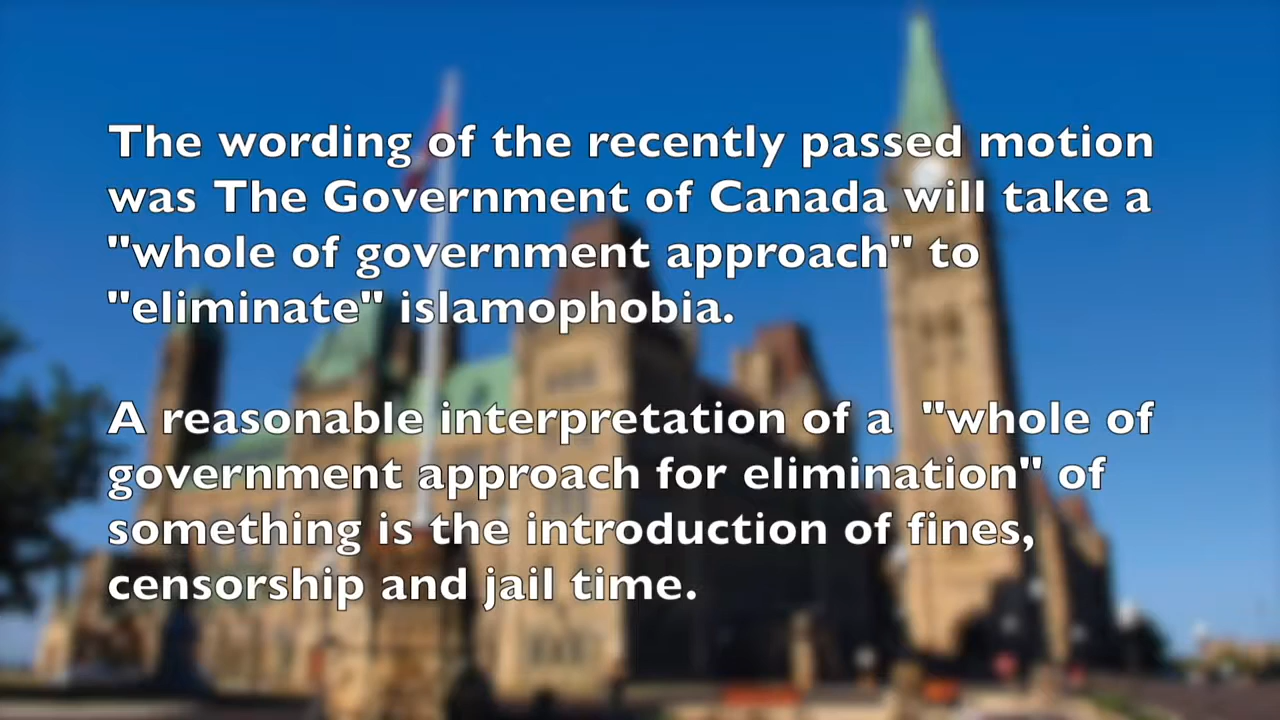 The wording of the recently passed motion
was The Government of Canada will take a
"whole of government approach" to
"eliminate" islamophobia.
A reasonable interpretation of a  "whole of
government approach for elimination" of
something is the introduction of fines,
censorship and jail time.